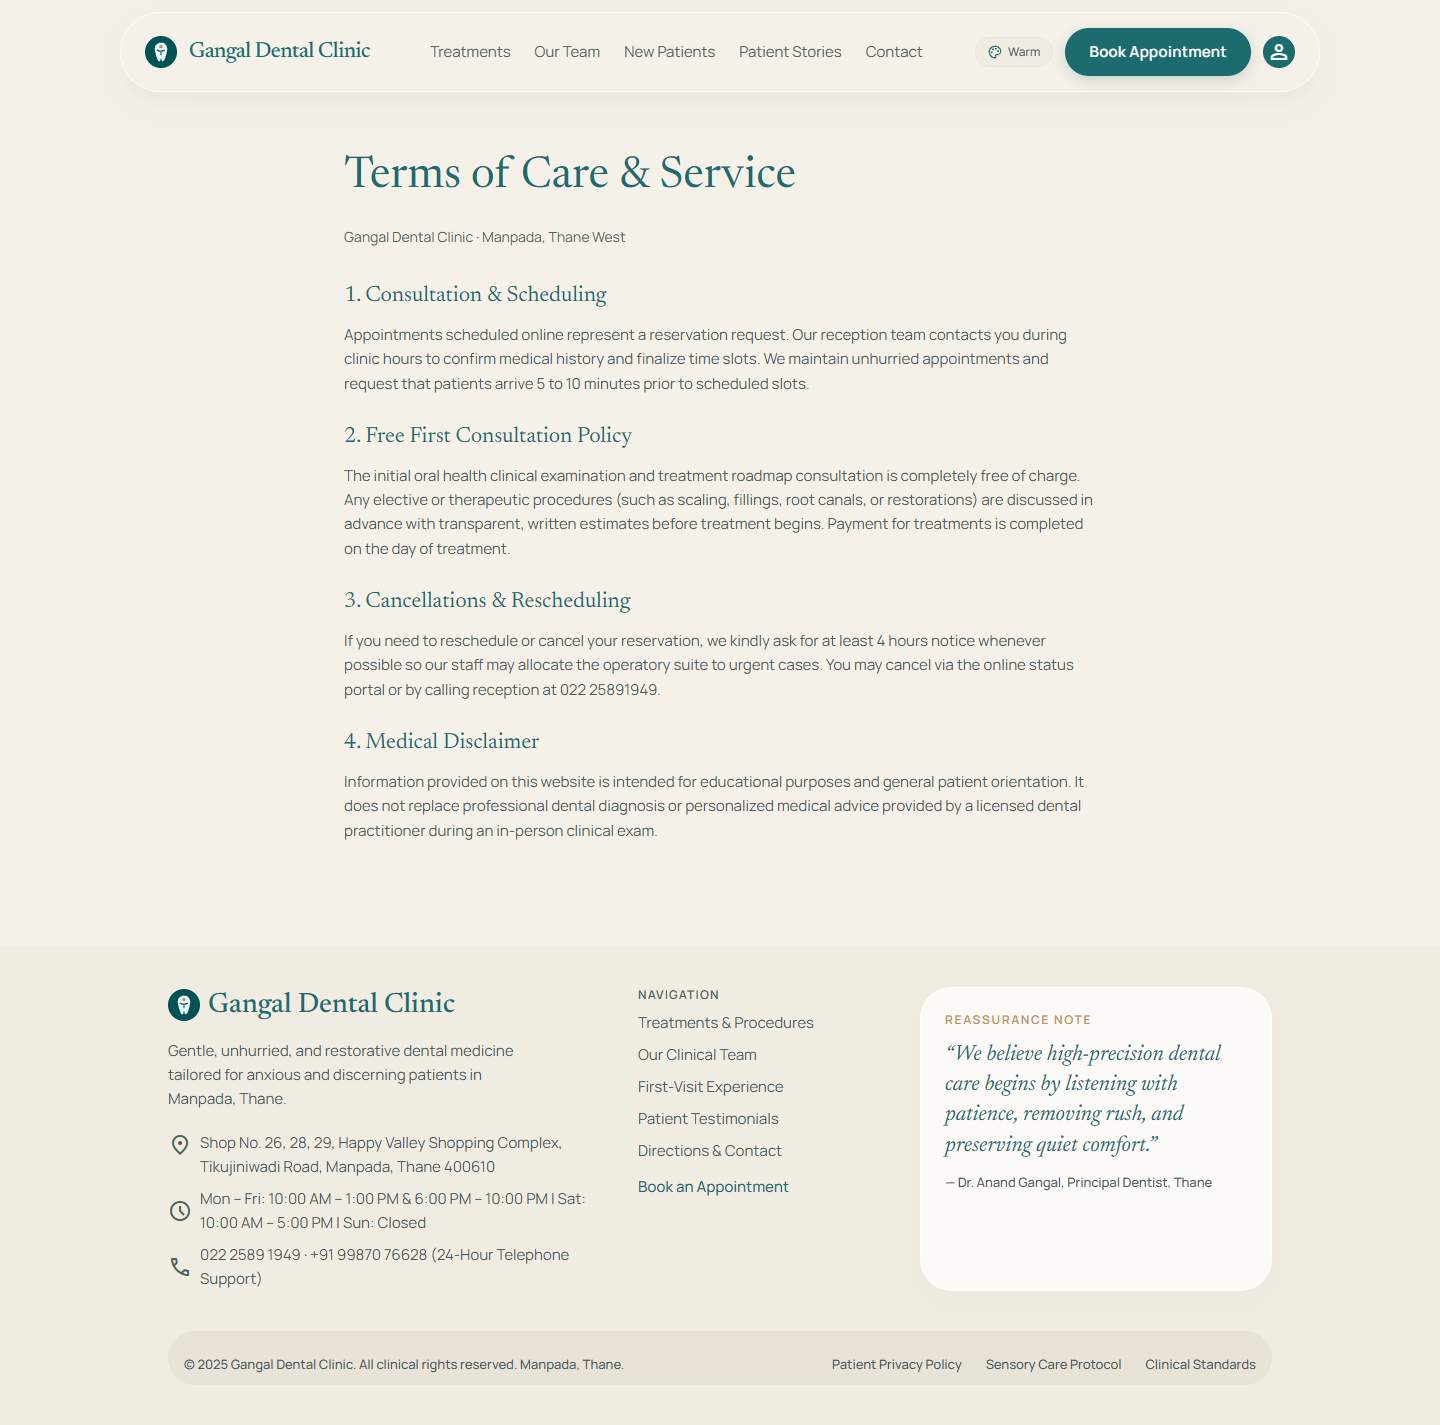 Gangal Dental Clinic
Treatments
Our Team
New Patients
Patient Stories
Contact
Warm
Book Appointment
Terms of Care & Service
Gangal Dental Clinic · Manpada, Thane West
1. Consultation & Scheduling
Appointments scheduled online represent a reservation request. Our reception team contacts you during
clinic hours to confirm medical history and finalize time slots. We maintain unhurried appointments and
request that patients arrive 5 to 10 minutes prior to scheduled slots.
2. Free First Consultation Policy
The initial oral health clinical examination and treatment roadmap consultation is completely free of charge.
Any elective or therapeutic procedures (such as scaling, fillings, root canals, or restorations) are discussed in
advance with transparent, written estimates before treatment begins. Payment for treatments is completed
on the day of treatment.
3. Cancellations & Rescheduling
If you need to reschedule or cancel your reservation, we kindly ask for at least 4 hours notice whenever
possible so our staff may allocate the operatory suite to urgent cases. You may cancel via the online status
portal or by calling reception at 022 25891949.
4. Medical Disclaimer
Information provided on this website is intended for educational purposes and general patient orientation. It
does not replace professional dental diagnosis or personalized medical advice provided by a licensed dental
practitioner during an in-person clinical exam.
Gangal Dental Clinic
Gentle, unhurried, and restorative dental medicine
tailored for anxious and discerning patients in
Manpada, Thane.
Shop No. 26, 28, 29, Happy Valley Shopping Complex,
Tikujiniwadi Road, Manpada, Thane 400610
Mon – Fri: 10:00 AM – 1:00 PM & 6:00 PM – 10:00 PM | Sat:
10:00 AM – 5:00 PM | Sun: Closed
022 2589 1949 · +91 99870 76628 (24-Hour Telephone
Support)
NAVIGATION
Treatments & Procedures
Our Clinical Team
First-Visit Experience
Patient Testimonials
Directions & Contact
Book an Appointment
REASSURANCE NOTE
“We believe high-precision dental
care begins by listening with
patience, removing rush, and
preserving quiet comfort.”
— Dr. Anand Gangal, Principal Dentist, Thane
© 2025 Gangal Dental Clinic. All clinical rights reserved. Manpada, Thane.
Patient Privacy Policy
Sensory Care Protocol
Clinical Standards